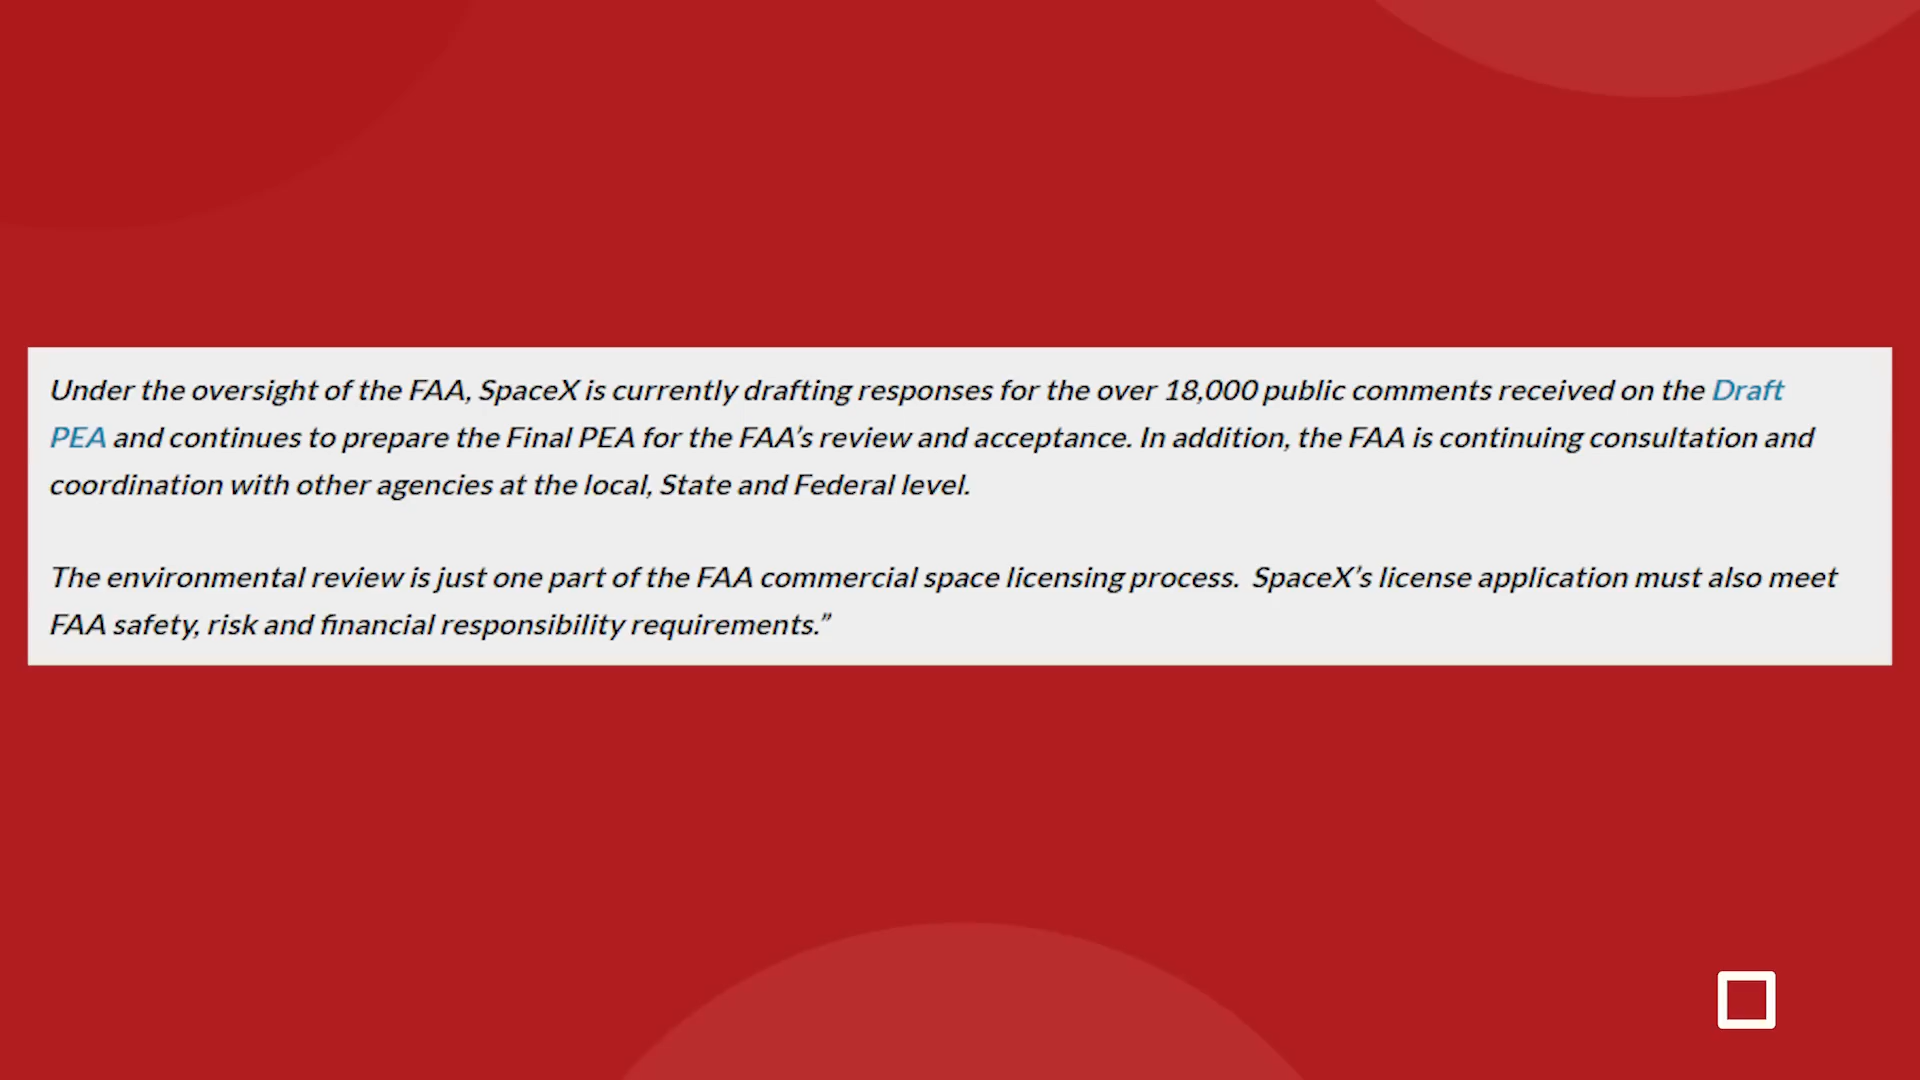 Under the oversight of the FAA, SpaceX is currently drafting responses for the over 18,000 public comments received on the Draft
PEA and continues to prepare the Final PEA for the FAA’s review and acceptance. In addition, the FAA is continuing consultation and
coordination with other agencies at the local, State and Federal level.
The environmental review is just one part of the FAA commercial space licensing process.  SpaceX’s license application must also meet
FAA safety, risk and financial responsibility requirements.”